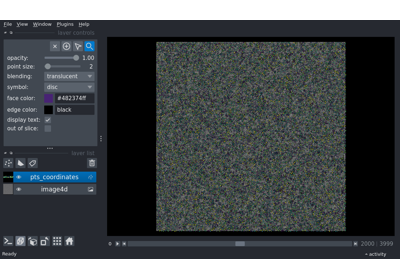 File View Window Plugins Help
layer controls
opacity: 1.00
point size: 2
blending: translucent
symbol: disc
face color: #482374ff
edge color: black
display text:
out of slice:
layer list
pts_coordinates
image4d
0 2000 3999
Ready activity